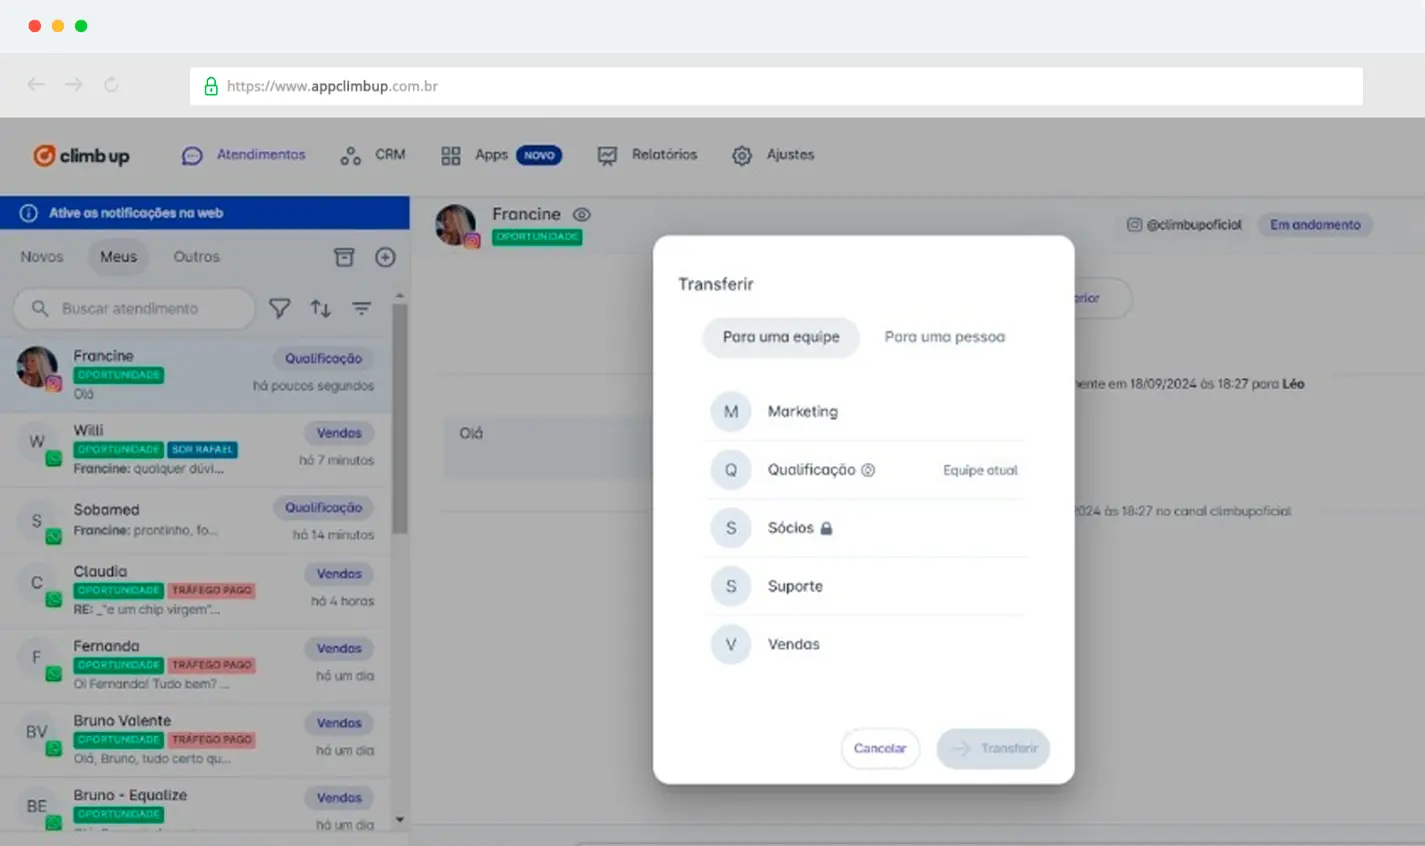 https://www.appclimbup.com.br
climb up
Atendimentos
CRM
Apps NOVO
Relatórios
Ajustes
Ative as notificações na web
Novos Meus Outros
Buscar atendimento
Francine Qualificação
OPORTUNIDADE
há poucos segundos
Olá
W Willi Vendas
OPORTUNIDADE SDR RAFAEL
há 7 minutos
Francine: qualquer dúvi...
S Sobamed Qualificação
Francine: prontinho, fo...
há 14 minutos
C Claudia Vendas
OPORTUNIDADE TRÁFEGO PAGO
há 4 horas
RE: _"e um chip virgem"...
F Fernanda Vendas
OPORTUNIDADE TRÁFEGO PAGO
há um dia
Oi Fernanda! Tudo bem? ...
BV Bruno Valente Vendas
OPORTUNIDADE TRÁFEGO PAGO
há um dia
Olá, Bruno, tudo certo qu...
BE Bruno - Equalize Vendas
OPORTUNIDADE
há um dia
Francine
OPORTUNIDADE
@climbupoficial Em andamento
erior
mente em 18/09/2024 às 18:27 para Léo
Olá
2024 às 18:27 no canal climbupoficial
Transferir
Para uma equipe Para uma pessoa
M Marketing
Q Qualificação Equipe atual
S Sócios
S Suporte
V Vendas
Cancelar Transferir